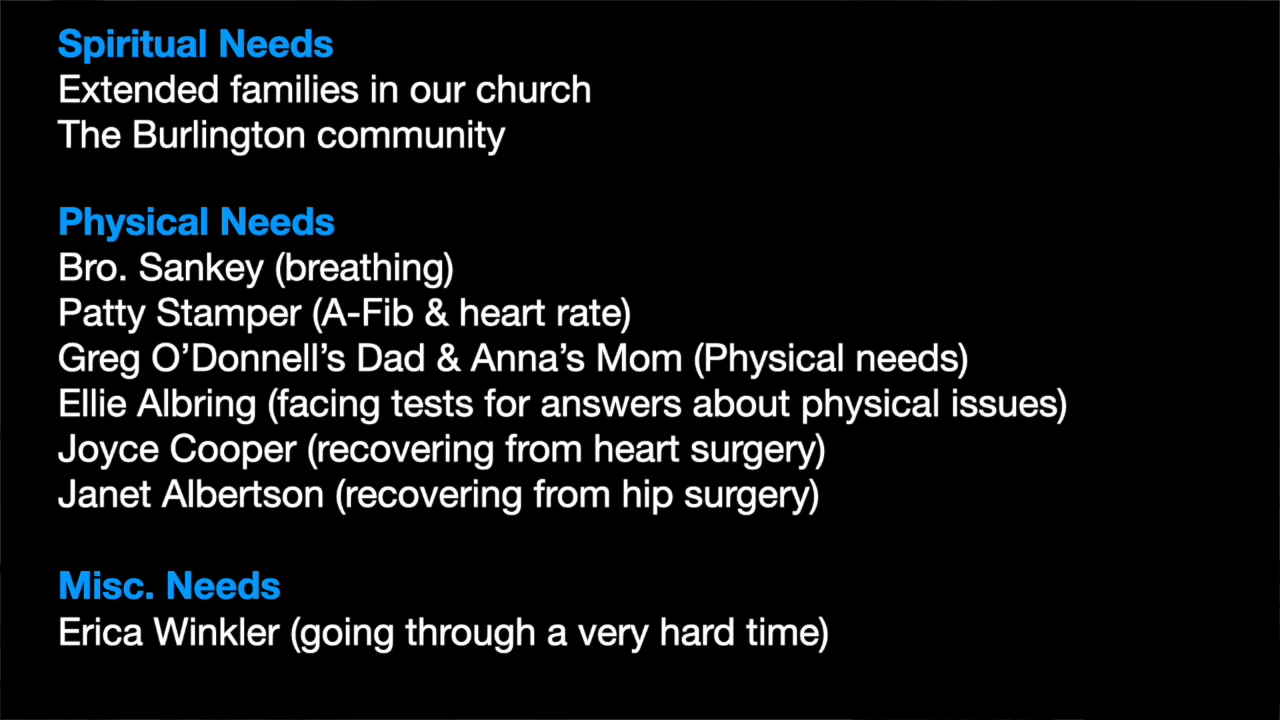 Spiritual Needs
Extended families in our church
The Burlington community
Physical Needs
Bro. Sankey (breathing)
Patty Stamper (A-Fib & heart rate)
Greg O’Donnell’s Dad & Anna’s Mom (Physical needs)
Ellie Albring (facing tests for answers about physical issues)
Joyce Cooper (recovering from heart surgery)
Janet Albertson (recovering from hip surgery)
Misc. Needs
Erica Winkler (going through a very hard time)